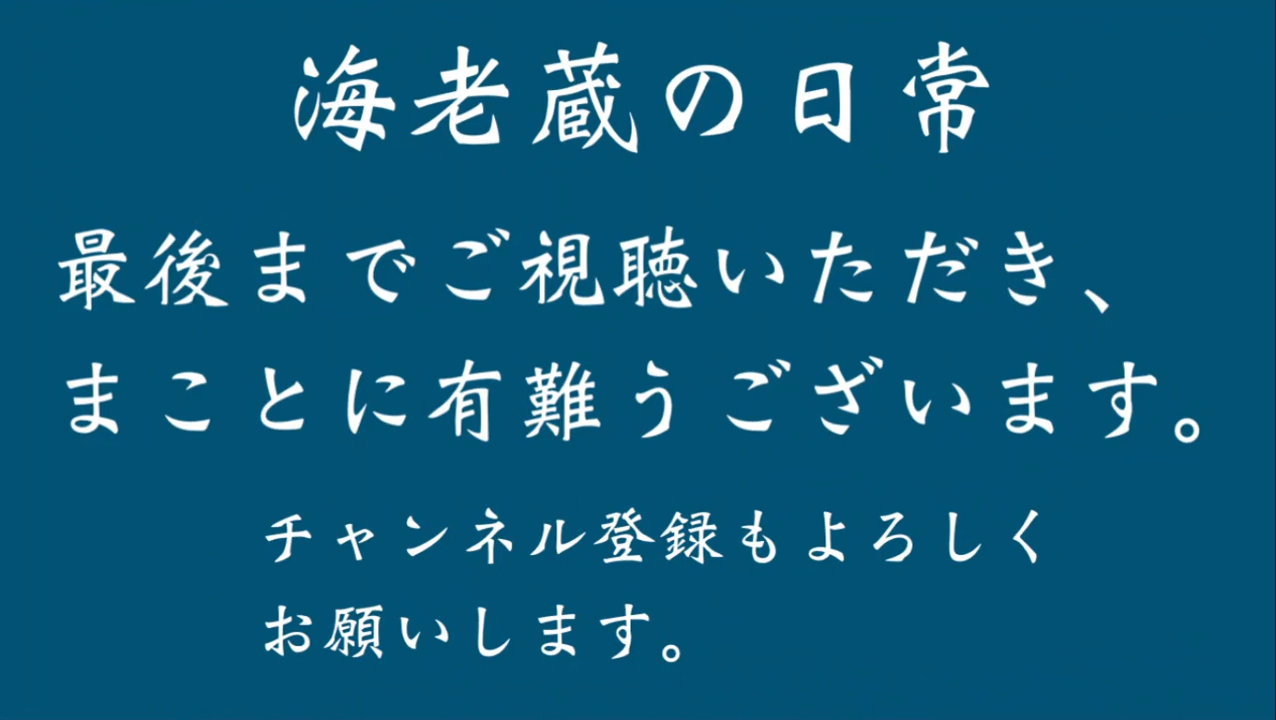 海老蔵の日常
最後までご視聴いただき、
まことに有難うございます。
チャンネル登録もよろしく
お願いします。